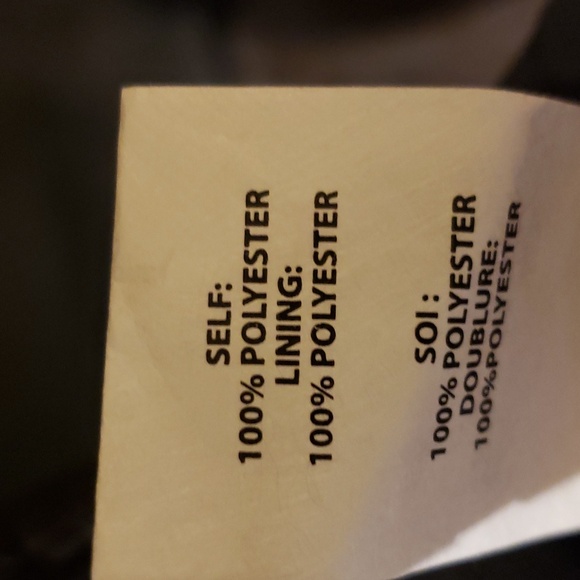 SELF:
100% POLYESTER
LINING:
100% POLYESTER
SOI :
100% POLYESTER
DOUBLURE:
100%POLYESTER